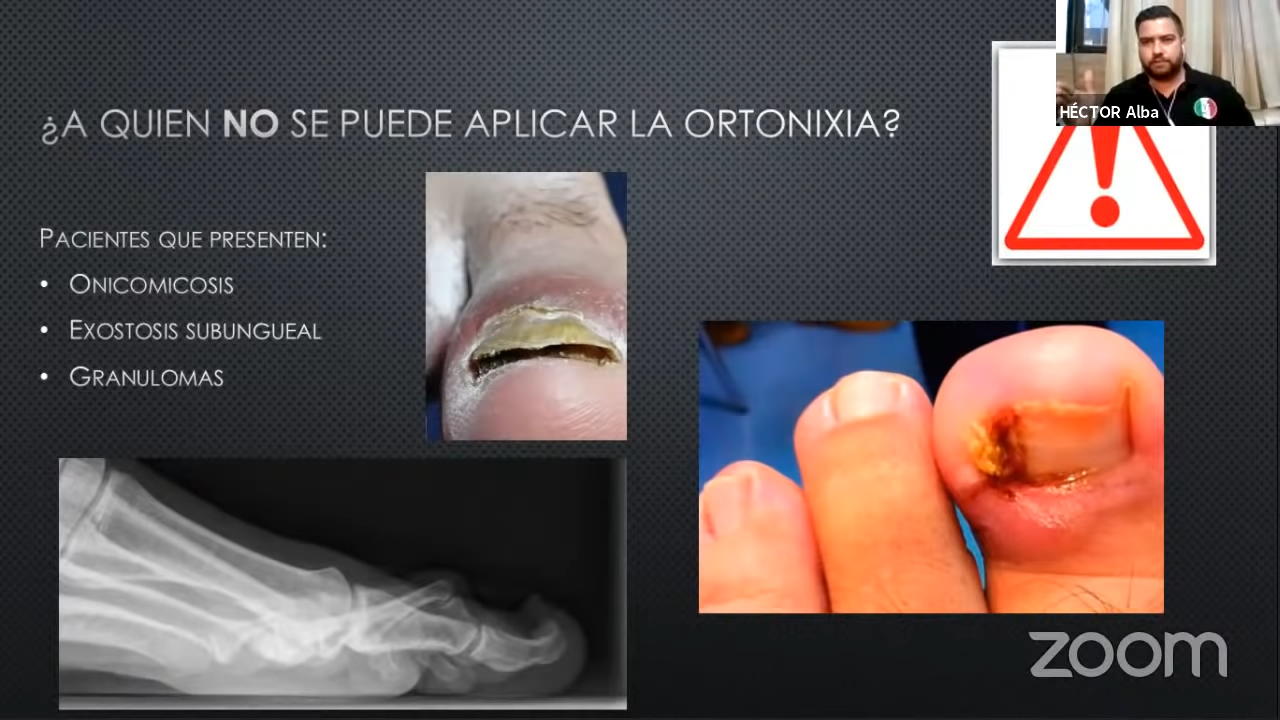 HÉCTOR Alba
¿A QUIEN NO SE PUEDE APLICAR LA ORTONIXIA?
PACIENTES QUE PRESENTEN:
• ONICOMICOSIS
• EXOSTOSIS SUBUNGUEAL
• GRANULOMAS
zoom